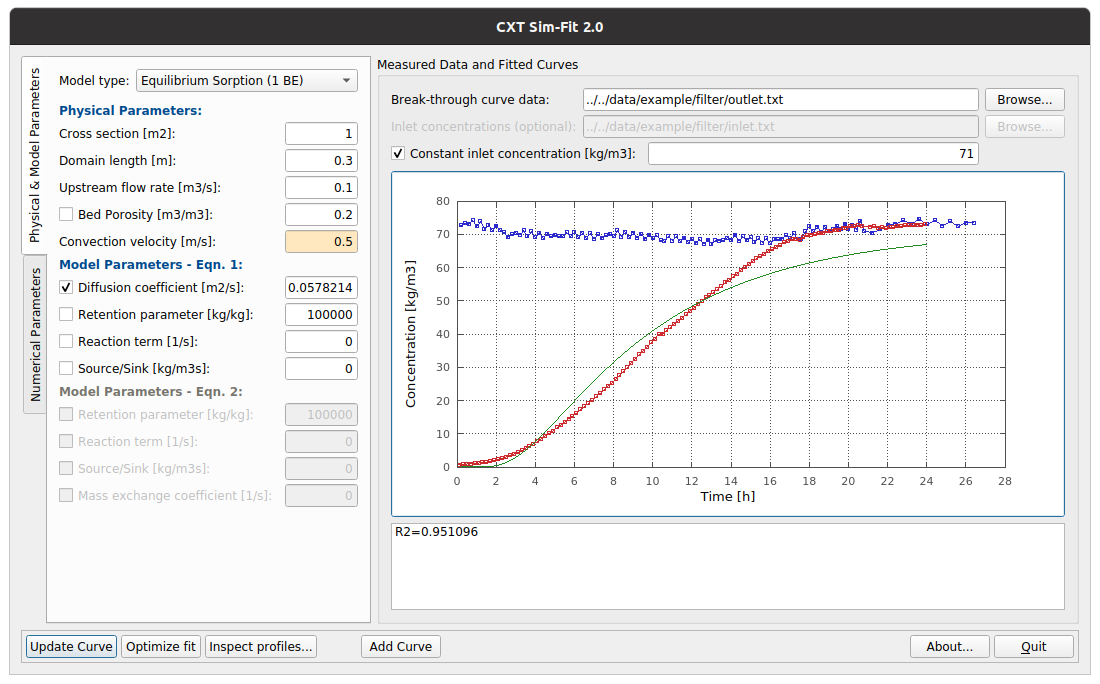 CXT Sim-Fit 2.0
Physical & Model Parameters
Numerical Parameters
Model type: Equilibrium Sorption (1 BE)
Physical Parameters:
Cross section [m2]: 1
Domain length [m]: 0.3
Upstream flow rate [m3/s]: 0.1
Bed Porosity [m3/m3]: 0.2
Convection velocity [m/s]: 0.5
Model Parameters - Eqn. 1:
Diffusion coefficient [m2/s]: 0.0578214
Retention parameter [kg/kg]: 100000
Reaction term [1/s]: 0
Source/Sink [kg/m3s]: 0
Model Parameters - Eqn. 2:
Retention parameter [kg/kg]: 100000
Reaction term [1/s]: 0
Source/Sink [kg/m3s]: 0
Mass exchange coefficient [1/s]: 0
Measured Data and Fitted Curves
Break-through curve data: ../../data/example/filter/outlet.txt Browse...
Inlet concentrations (optional): ../../data/example/filter/inlet.txt Browse...
Constant inlet concentration [kg/m3]: 71
Concentration [kg/m3]
80
70
60
50
40
30
20
10
0
0 2 4 6 8 10 12 14 16 18 20 22 24 26 28
Time [h]
R2=0.951096
Update Curve Optimize fit Inspect profiles... Add Curve About... Quit